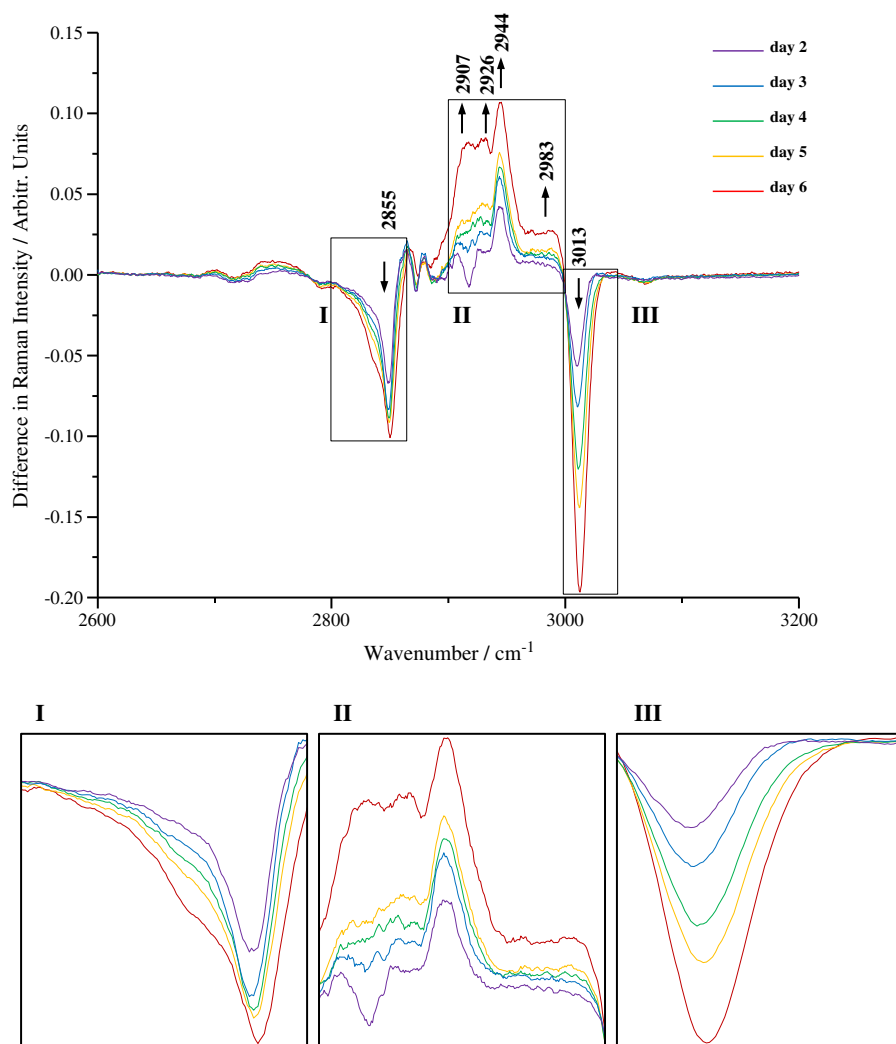 0.15
0.10
0.05
0.00
-0.05
-0.10
-0.15
-0.20
Difference in Raman Intensity / Arbitr. Units
2600
2800
3000
3200
Wavenumber / cm-1
2855
2907
2926
2944
2983
3013
I
II
III
day 2
day 3
day 4
day 5
day 6
I
II
III